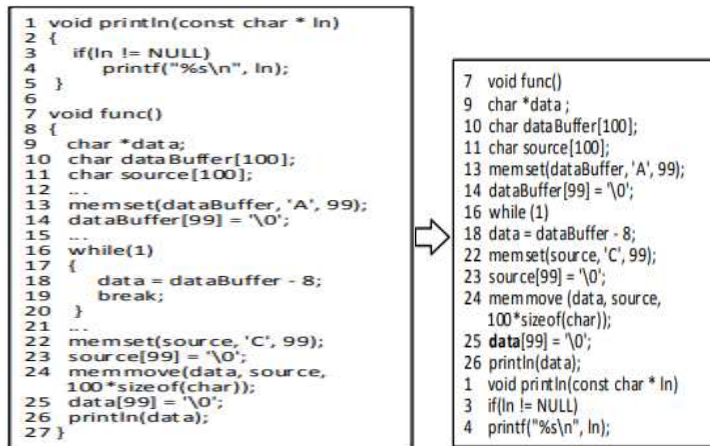 1 void println(const char * ln)
2 {
3 if(ln != NULL)
4 printf("%s\n", ln);
5 }
6
7 void func()
8 {
9 char *data;
10 char dataBuffer[100];
11 char source[100];
12 ...
13 memset(dataBuffer, 'A', 99);
14 dataBuffer[99] = '\0';
15 ...
16 while(1)
17 {
18 data = dataBuffer - 8;
19 break;
20 }
21 ...
22 memset(source, 'C', 99);
23 source[99] = '\0';
24 memmove(data, source,
100*sizeof(char));
25 data[99] = '\0';
26 println(data);
27 }
7 void func()
9 char *data ;
10 char dataBuffer[100];
11 char source[100];
13 memset(dataBuffer, 'A', 99);
14 dataBuffer[99] = '\0';
16 while (1)
18 data = dataBuffer - 8;
22 memset(source, 'C', 99);
23 source[99] = '\0';
24 memmove (data, source,
100*sizeof(char));
25 data[99] = '\0';
26 println(data);
1 void println(const char * ln)
3 if(ln != NULL)
4 printf("%s\n", ln);